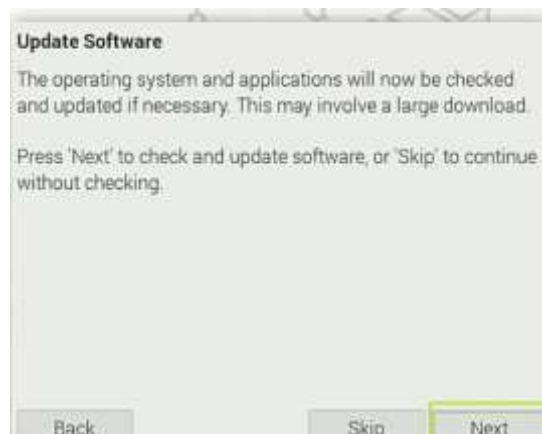 Update Software
The operating system and applications will now be checked
and updated if necessary. This may involve a large download.
Press 'Next' to check and update software, or 'Skip' to continue
without checking.
Back
Skip
Next